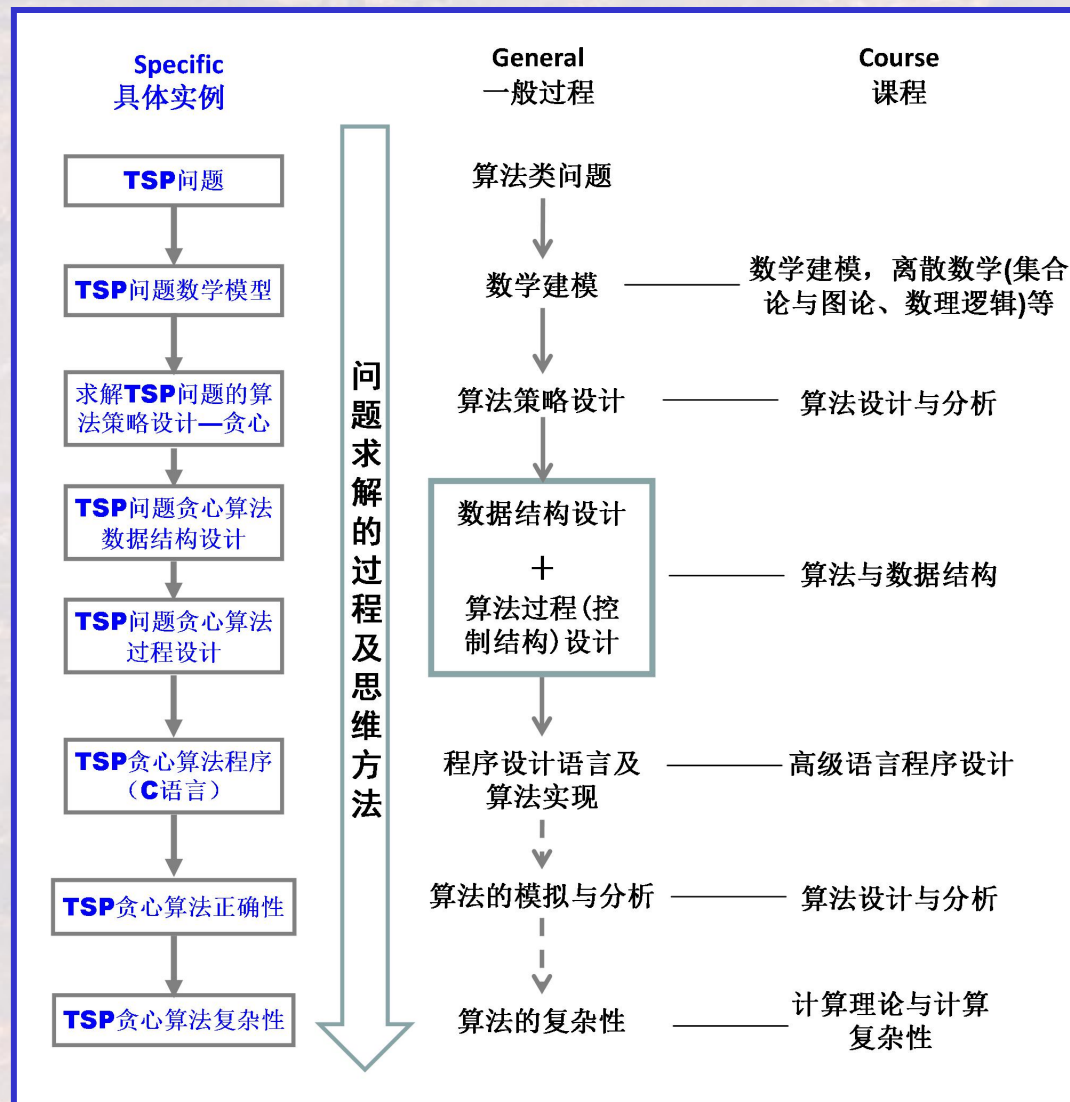 Specific
具体实例
TSP问题
TSP问题数学模型
求解TSP问题的算
法策略设计—贪心
TSP问题贪心算法
数据结构设计
TSP问题贪心算法
过程设计
TSP贪心算法程序
（C语言）
TSP贪心算法正确性
TSP贪心算法复杂性
问题求解的过程及思维方法
General
一般过程
算法类问题
数学建模
算法策略设计
数据结构设计
+
算法过程(控
制结构)设计
程序设计语言及
算法实现
算法的模拟与分析
算法的复杂性
Course
课程
数学建模，离散数学(集合
论与图论、数理逻辑)等
算法设计与分析
算法与数据结构
高级语言程序设计
算法设计与分析
计算理论与计算
复杂性